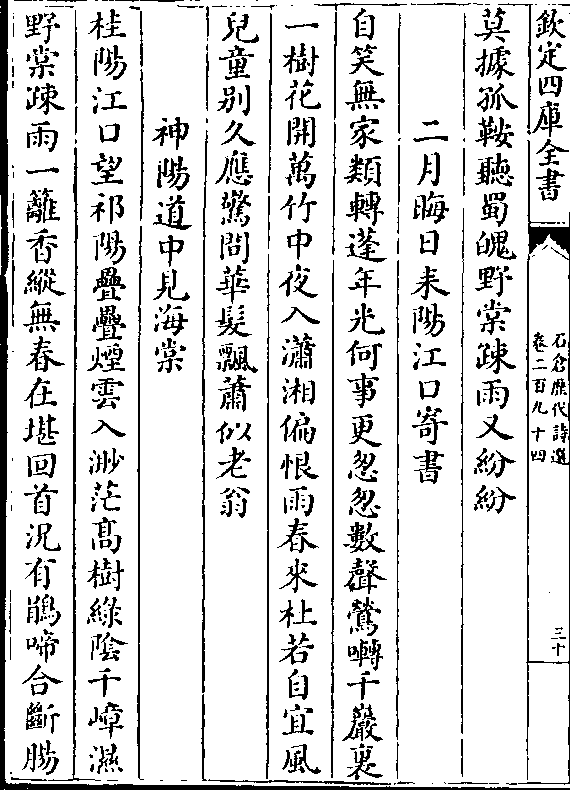 欽定四庫全書
石倉歷代詩選
卷二百九十四
三十
莫據孤鞍聽蜀魄野棠疎雨又紛紛
二月晦日耒陽江口寄書
自笑無家類轉蓬年光何事更怱怱數聲鶯囀千巖裏
一樹花開萬竹中夜入瀟湘偏恨雨春來杜若自宜風
兒童别久應驚問華髮飄蕭似老翁
神陽道中見海棠
桂陽江口望祁陽疊疊煙雲入渺茫髙樹綠陰千嶂濕
野棠疎雨一籬香縱無春在堪回首況有鵑啼合斷腸